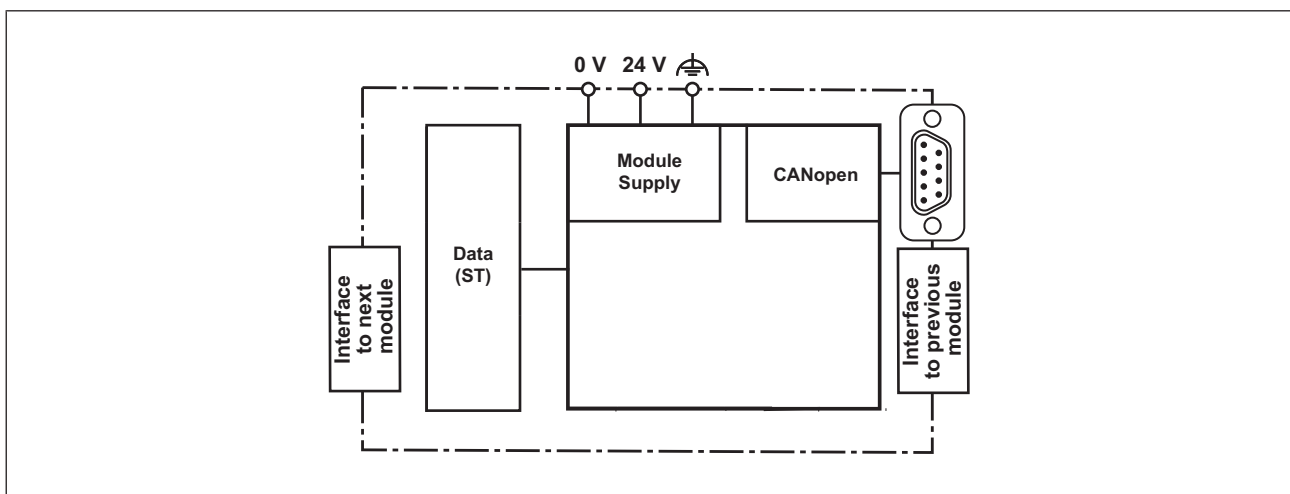 0 V 24 V
Module
Supply
CANopen
Data
(ST)
Interface
to next
module
Interface
to previous
module